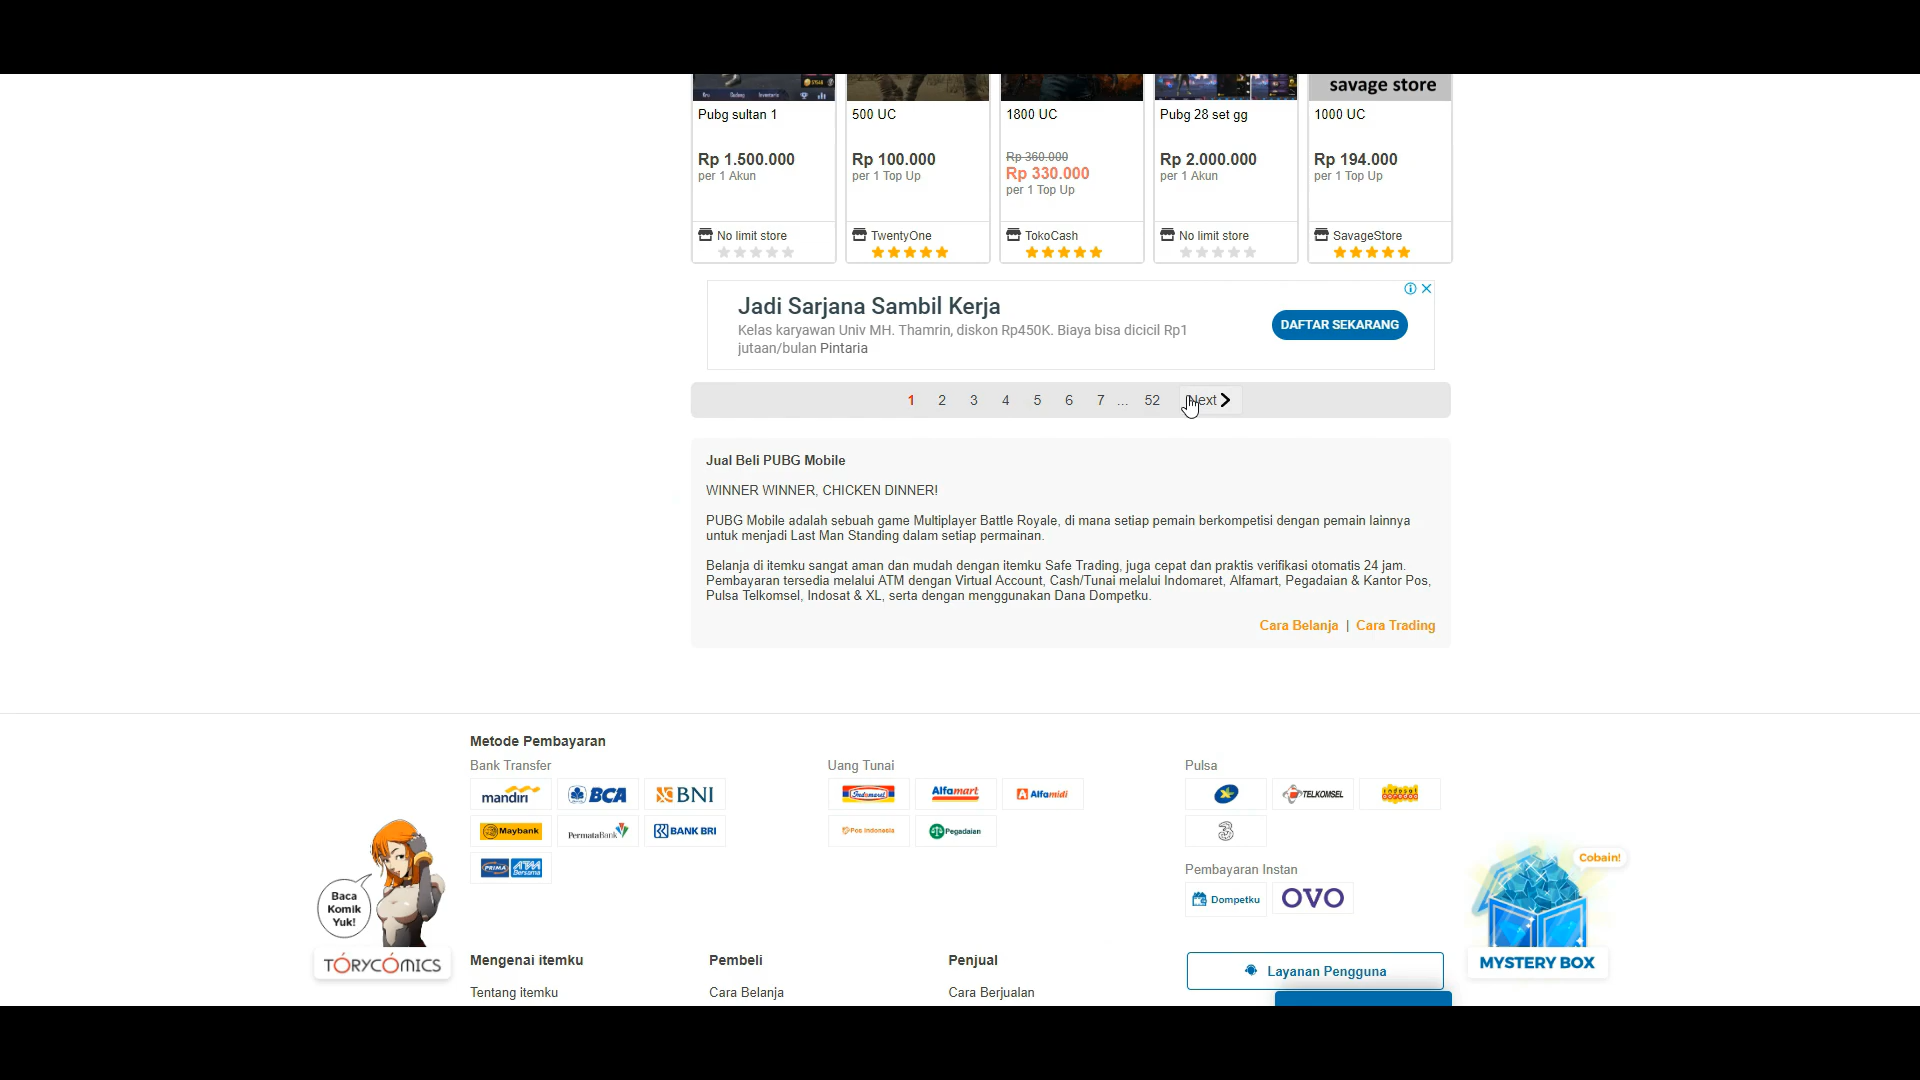 savage store
Pubg sultan 1
500 UC
1800 UC
Pubg 28 set gg
1000 UC
Rp 1.500.000
per 1 Akun
Rp 100.000
per 1 Top Up
Rp 360.000
Rp 330.000
per 1 Top Up
Rp 2.000.000
per 1 Akun
Rp 194.000
per 1 Top Up
No limit store
TwentyOne
TokoCash
No limit store
SavageStore
Jadi Sarjana Sambil Kerja
Kelas karyawan Univ MH. Thamrin, diskon Rp450K. Biaya bisa dicicil Rp1
jutaan/bulan Pintaria
DAFTAR SEKARANG
1 2 3 4 5 6 7 ... 52 Next
Jual Beli PUBG Mobile
WINNER WINNER, CHICKEN DINNER!
PUBG Mobile adalah sebuah game Multiplayer Battle Royale, di mana setiap pemain berkompetisi dengan pemain lainnya
untuk menjadi Last Man Standing dalam setiap permainan.
Belanja di itemku sangat aman dan mudah dengan itemku Safe Trading, juga cepat dan praktis verifikasi otomatis 24 jam.
Pembayaran tersedia melalui ATM dengan Virtual Account, Cash/Tunai melalui Indomaret, Alfamart, Pegadaian & Kantor Pos,
Pulsa Telkomsel, Indosat & XL, serta dengan menggunakan Dana Dompetku.
Cara Belanja | Cara Trading
Metode Pembayaran
Bank Transfer
mandiri BCA BNI
Maybank PermataBank BANK BRI
PRIMA ATM Bersama
Uang Tunai
Indomaret Alfamart Alfamidi
Pos Indonesia Pegadaian
Pulsa
XL TELKOMSEL indosat ooredoo
3
Pembayaran Instan
Dompetku OVO
Baca
Komik
Yuk!
TORYCOMICS
Cobain!
MYSTERY BOX
Mengenai itemku
Pembeli
Penjual
Layanan Pengguna
Tentang itemku
Cara Belanja
Cara Berjualan